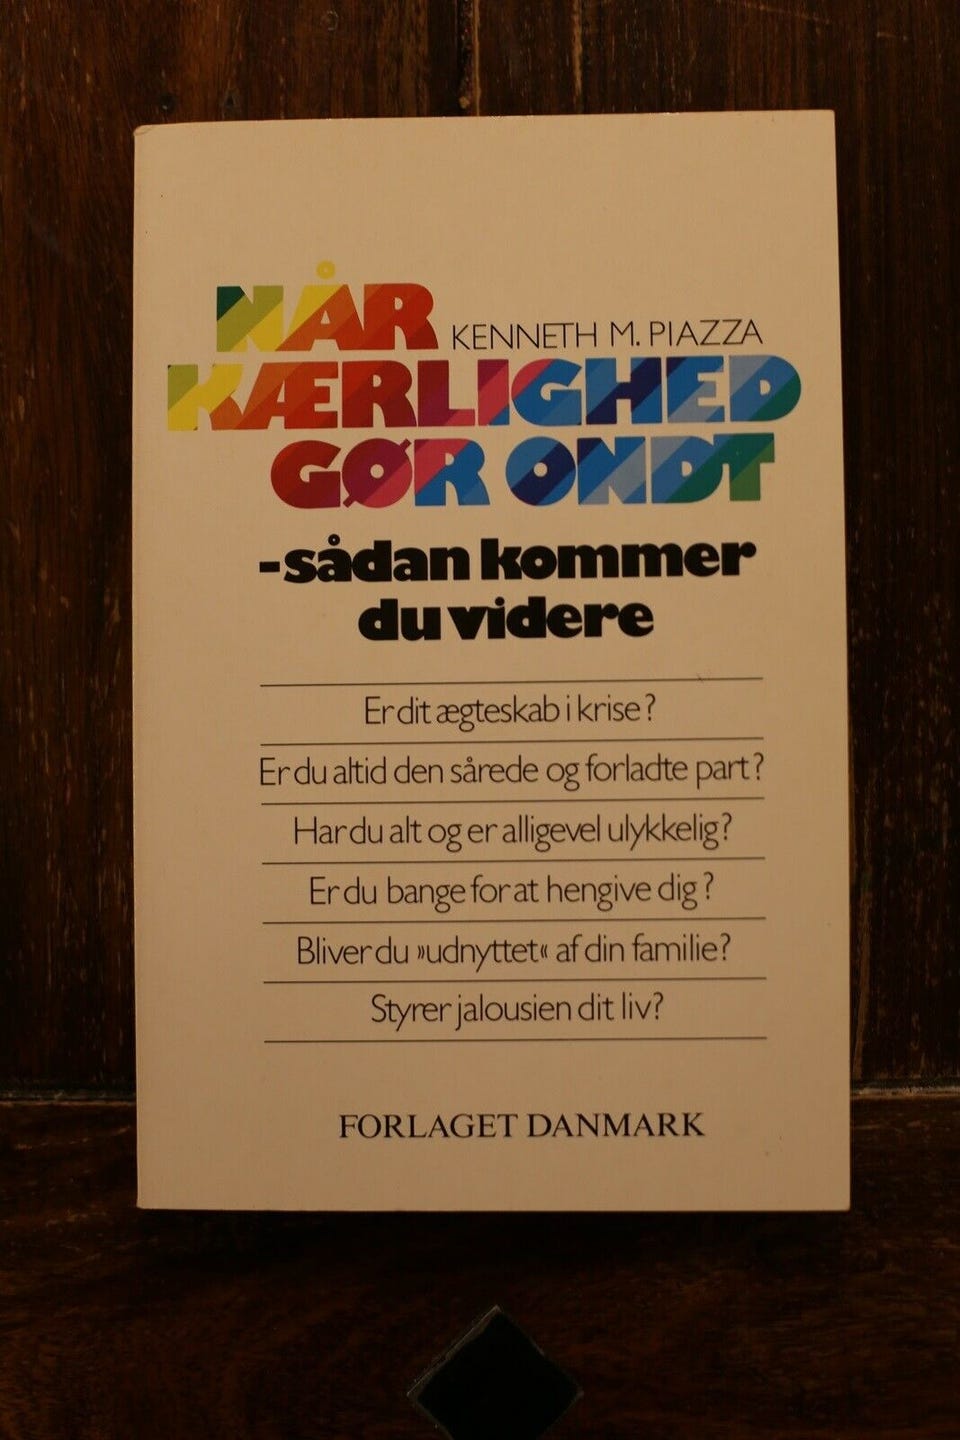 NÅR
KENNETH M. PIAZZA
KÆRLIGHED
GØR ONDT
-sådan kommer
du videre
Er dit ægteskab i krise?
Er du altid den sårede og forladte part?
Har du alt og er alligevel ulykkelig?
Er du bange for at hengive dig?
Bliver du »udnyttet« af din familie?
Styrer jalousien dit liv?
FORLAGET DANMARK